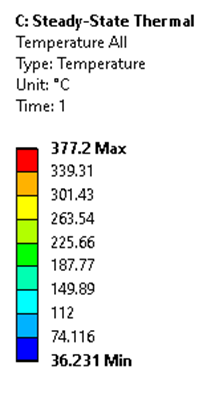 C: Steady-State Thermal
Temperature All
Type: Temperature
Unit: °C
Time: 1
377.2 Max
339.31
301.43
263.54
225.66
187.77
149.89
112
74.116
36.231 Min